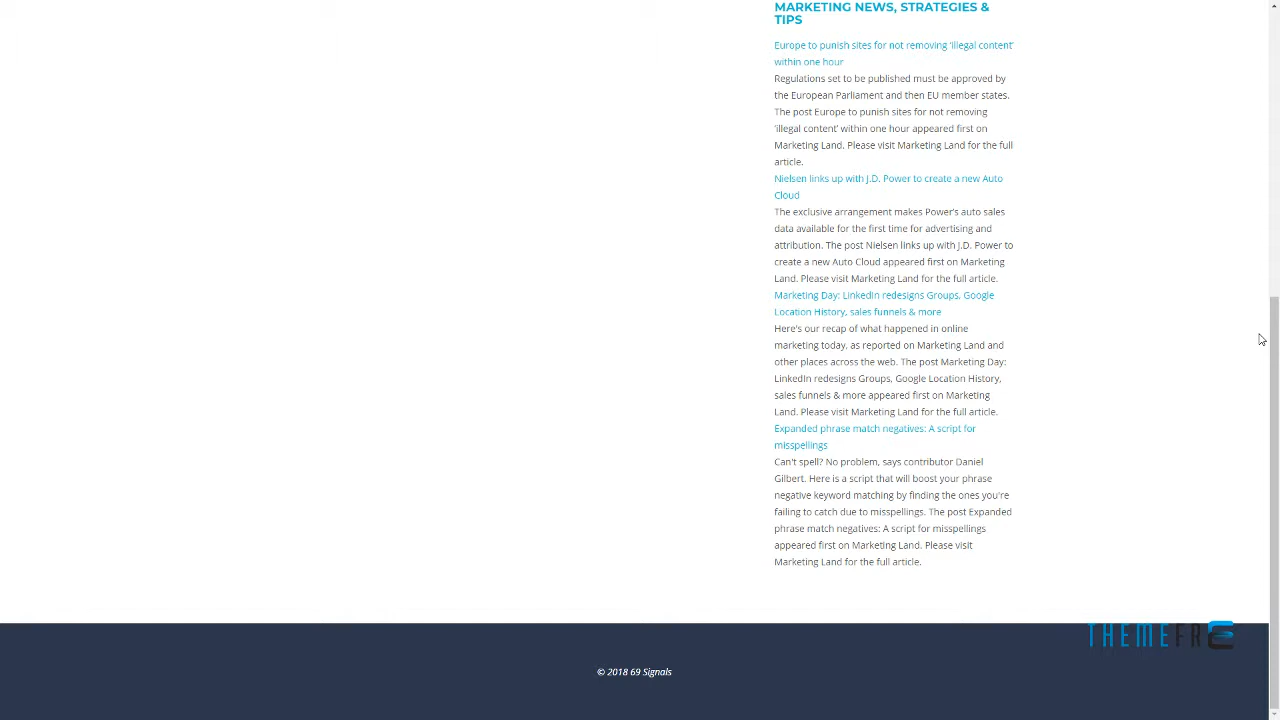 MARKETING NEWS, STRATEGIES &
TIPS
Europe to punish sites for not removing 'illegal content'
within one hour
Regulations set to be published must be approved by
the European Parliament and then EU member states.
The post Europe to punish sites for not removing
'illegal content' within one hour appeared first on
Marketing Land. Please visit Marketing Land for the full
article.
Nielsen links up with J.D. Power to create a new Auto
Cloud
The exclusive arrangement makes Power's auto sales
data available for the first time for advertising and
attribution. The post Nielsen links up with J.D. Power to
create a new Auto Cloud appeared first on Marketing
Land. Please visit Marketing Land for the full article.
Marketing Day: LinkedIn redesigns Groups, Google
Location History, sales funnels & more
Here's our recap of what happened in online
marketing today, as reported on Marketing Land and
other places across the web. The post Marketing Day:
LinkedIn redesigns Groups, Google Location History,
sales funnels & more appeared first on Marketing
Land. Please visit Marketing Land for the full article.
Expanded phrase match negatives: A script for
misspellings
Can't spell? No problem, says contributor Daniel
Gilbert. Here is a script that will boost your phrase
negative keyword matching by finding the ones you're
failing to catch due to misspellings. The post Expanded
phrase match negatives: A script for misspellings
appeared first on Marketing Land. Please visit
Marketing Land for the full article.
THEMEFRE
© 2018 69 Signals